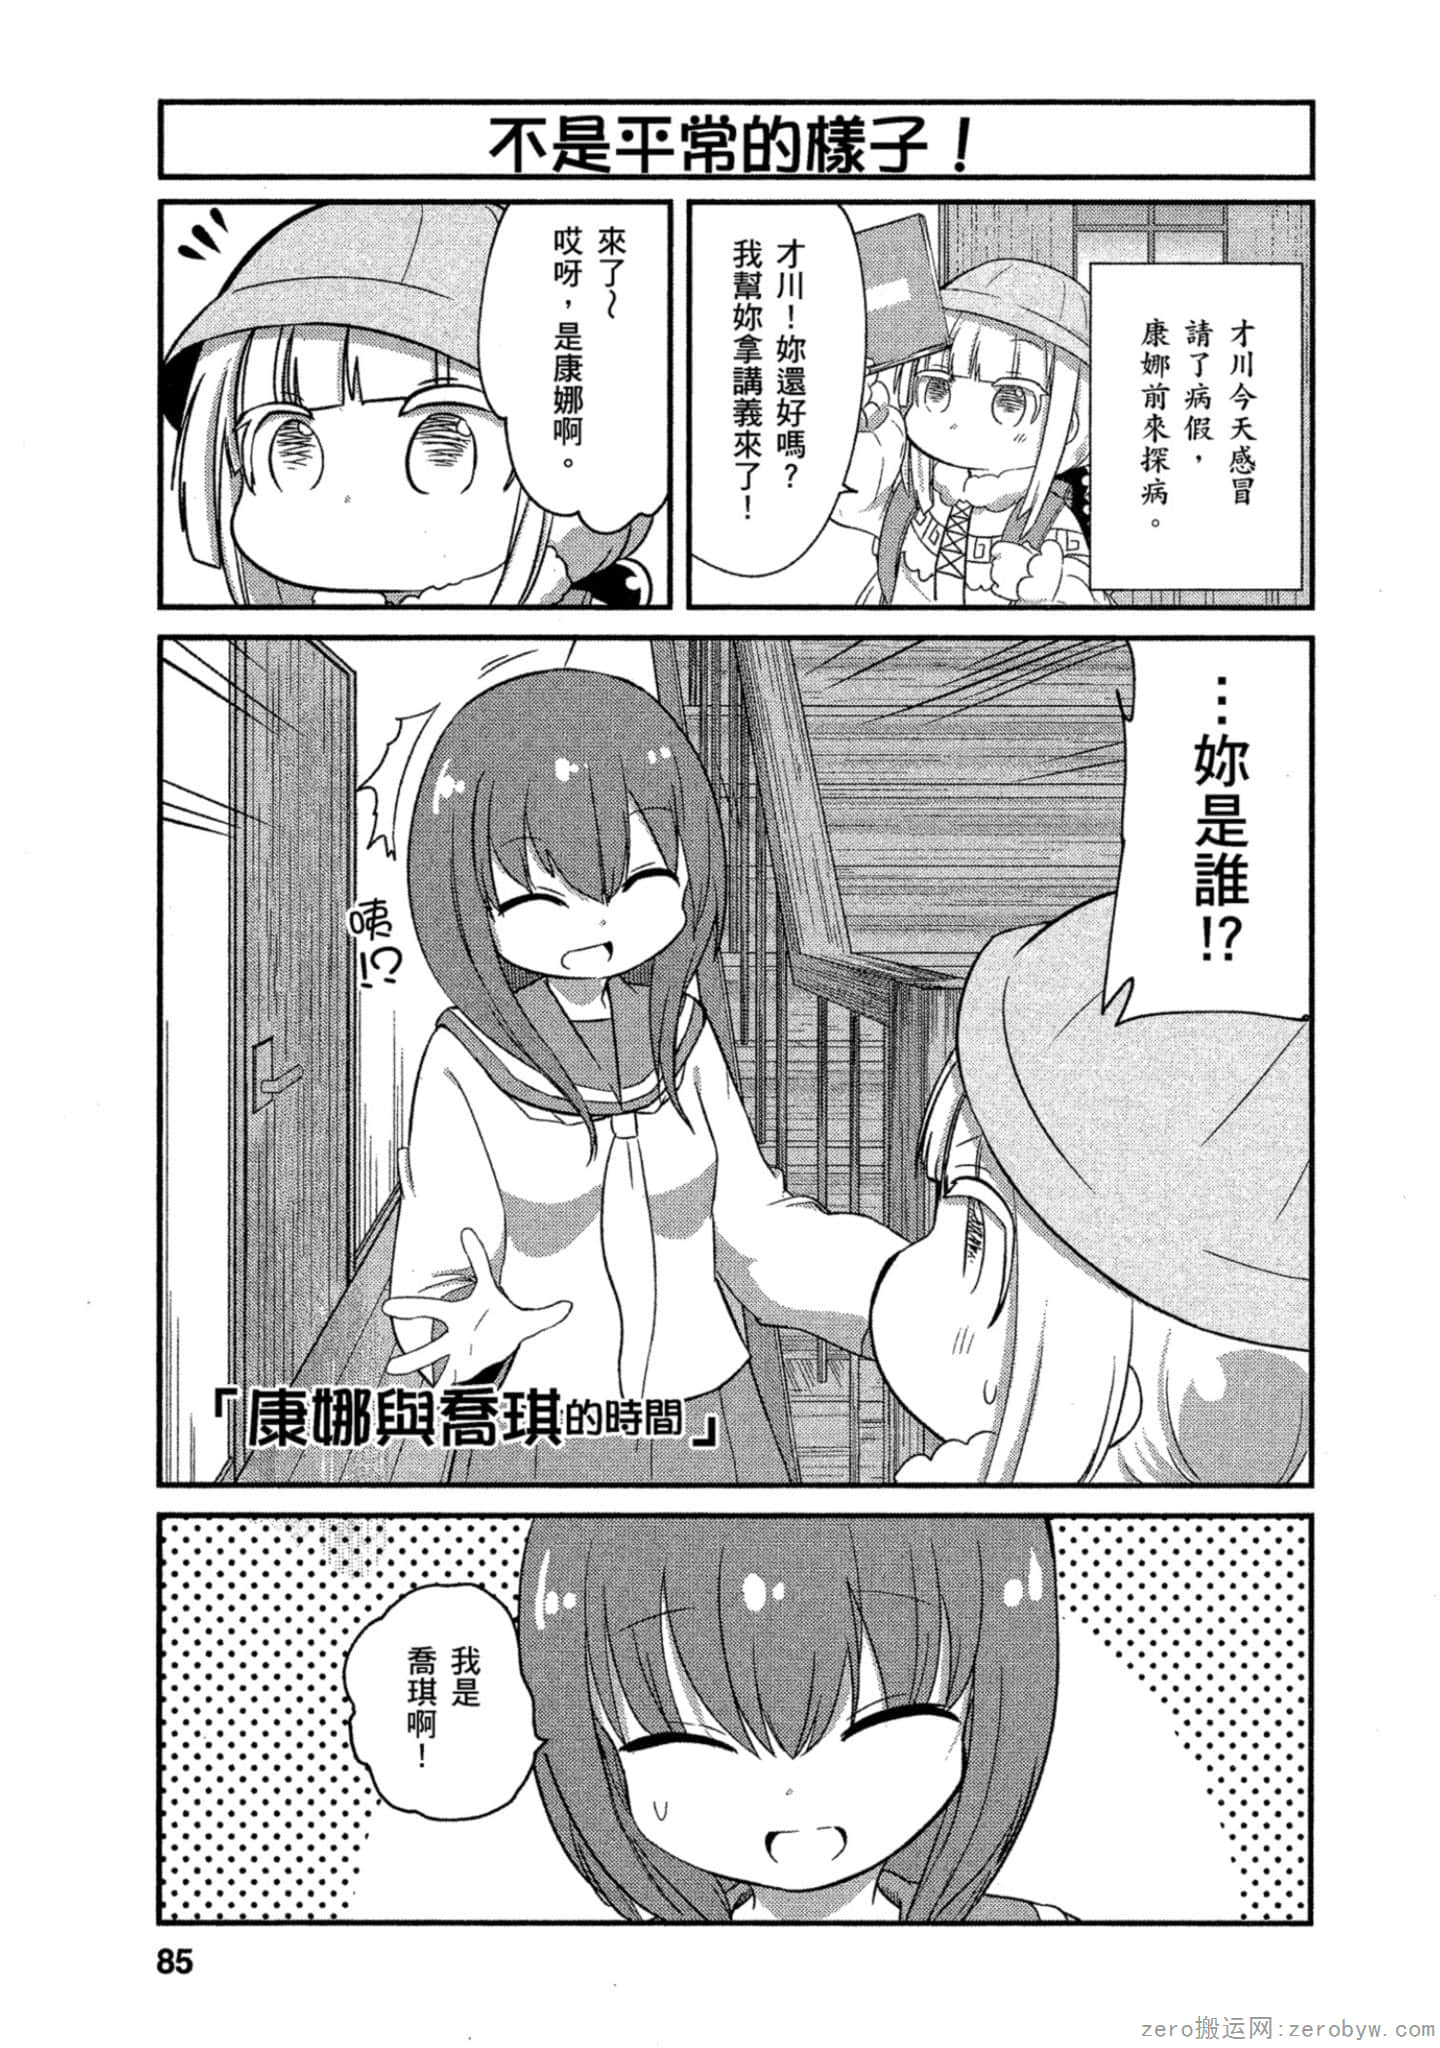 不是平常的樣子！
才川今天感冒
請了病假，
康娜前來探病。
才川！妳還好嗎？
我幫妳拿講義來了！
來了～
哎呀，是康娜啊。
…妳是誰!?
咦!?
「康娜與喬琪的時間」
我是
喬琪啊！
85
zero搬运网:zerobyw.com